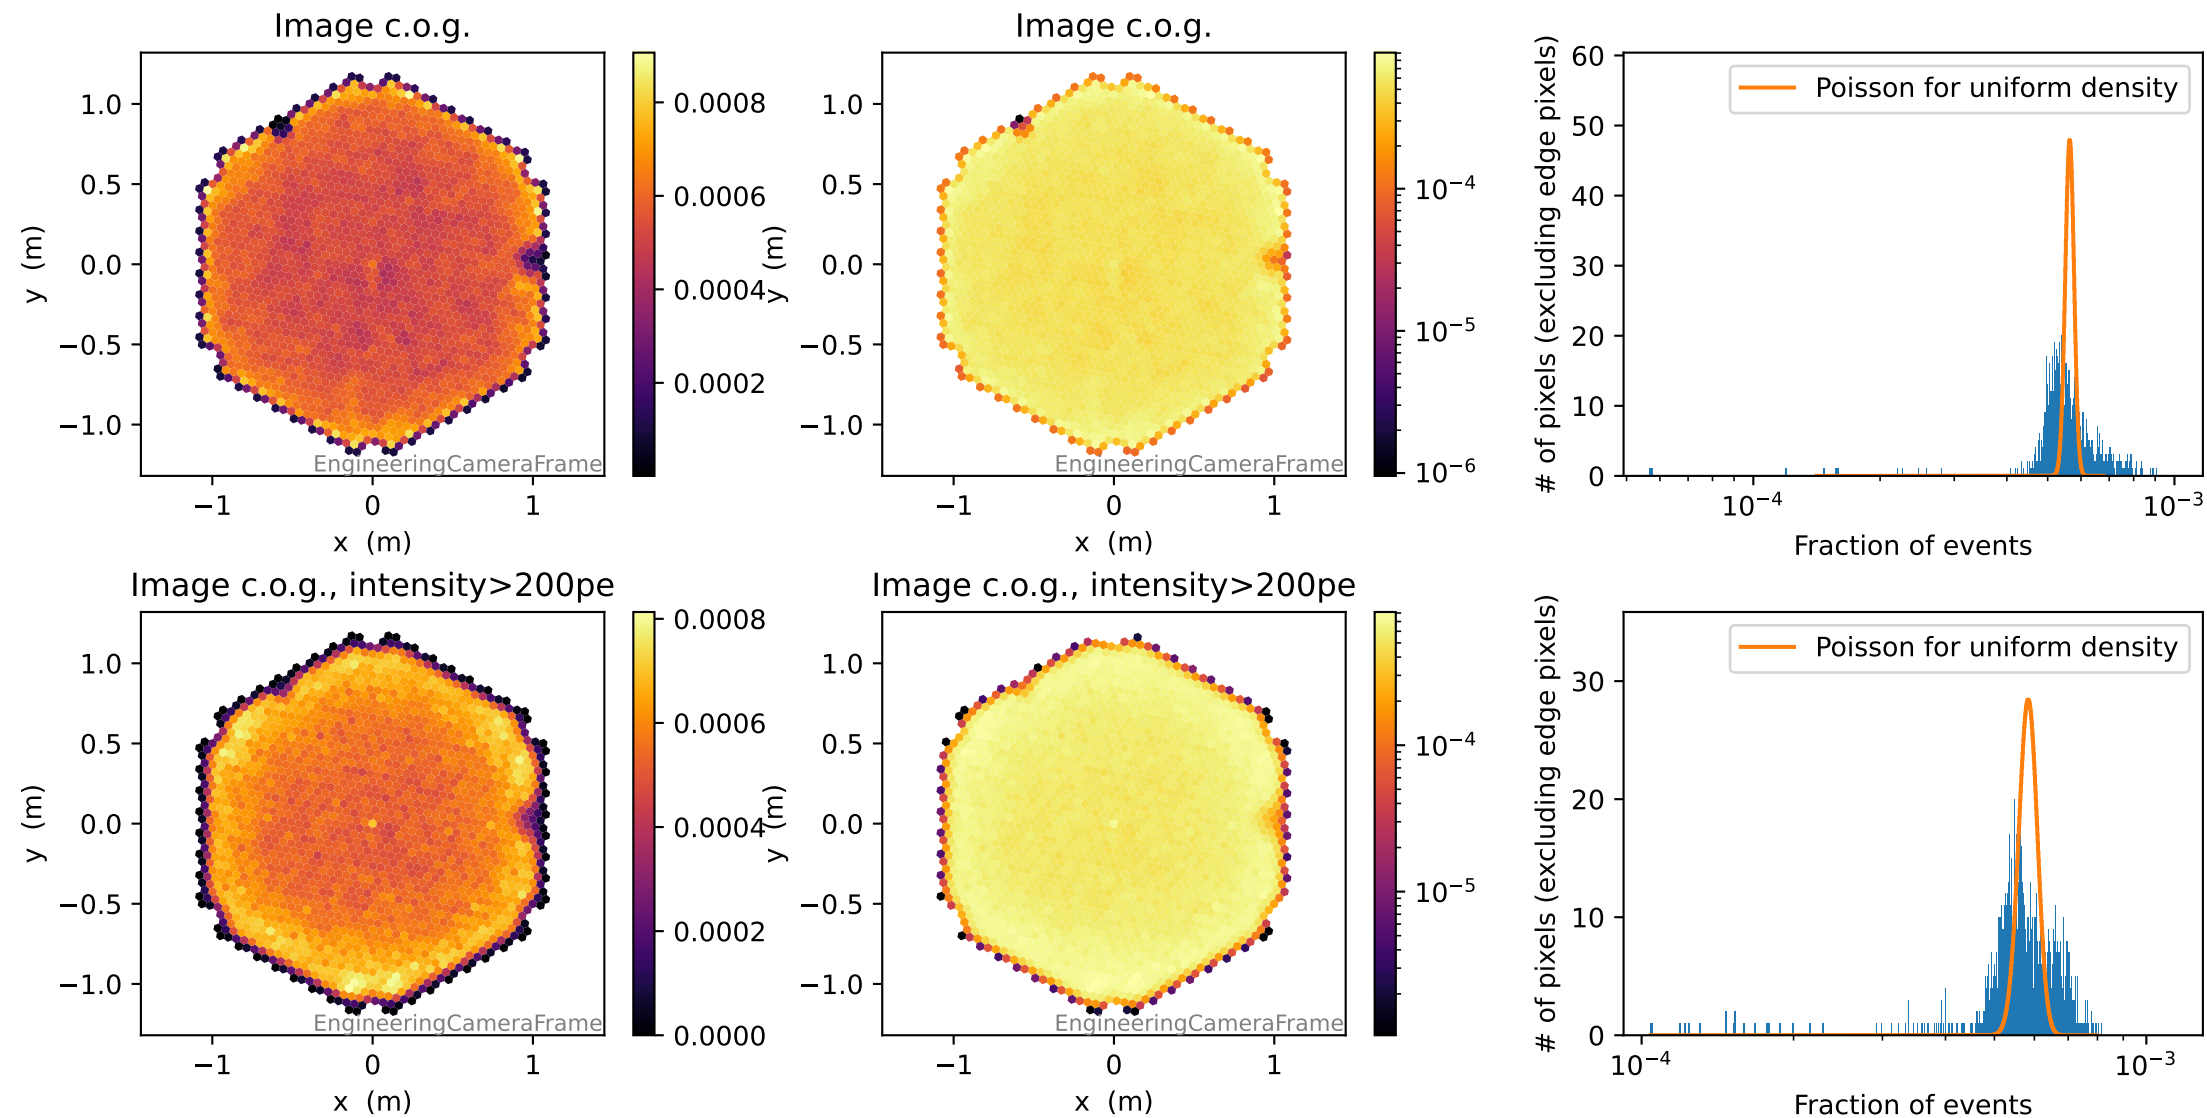 Image c.o.g.
y (m)
1.0
0.5
0.0
−0.5
−1.0
−1
0
1
x (m)
EngineeringCameraFrame
0.0008
0.0006
0.0004
0.0002
Image c.o.g.
y (m)
1.0
0.5
0.0
−0.5
−1.0
−1
0
1
x (m)
EngineeringCameraFrame
10⁻⁴
10⁻⁵
10⁻⁶
# of pixels (excluding edge pixels)
60
50
40
30
20
10
0
Poisson for uniform density
10⁻⁴
10⁻³
Fraction of events
Image c.o.g., intensity>200pe
y (m)
1.0
0.5
0.0
−0.5
−1.0
−1
0
1
x (m)
EngineeringCameraFrame
0.0008
0.0006
0.0004
0.0002
0.0000
Image c.o.g., intensity>200pe
y (m)
1.0
0.5
0.0
−0.5
−1.0
−1
0
1
x (m)
EngineeringCameraFrame
10⁻⁴
10⁻⁵
# of pixels (excluding edge pixels)
30
20
10
0
Poisson for uniform density
10⁻⁴
10⁻³
Fraction of events